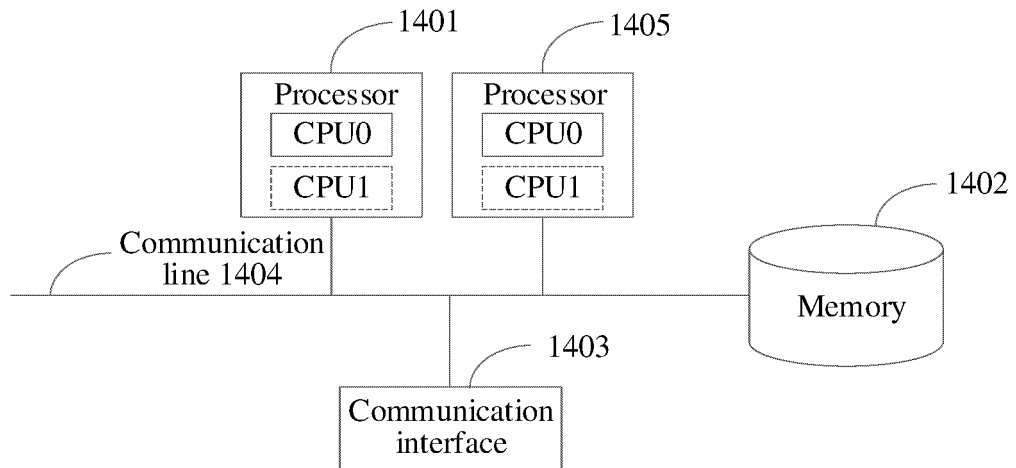 1401
1405
Processor
CPU0
CPU1
Processor
CPU0
CPU1
1402
Communication
line 1404
Memory
1403
Communication
interface